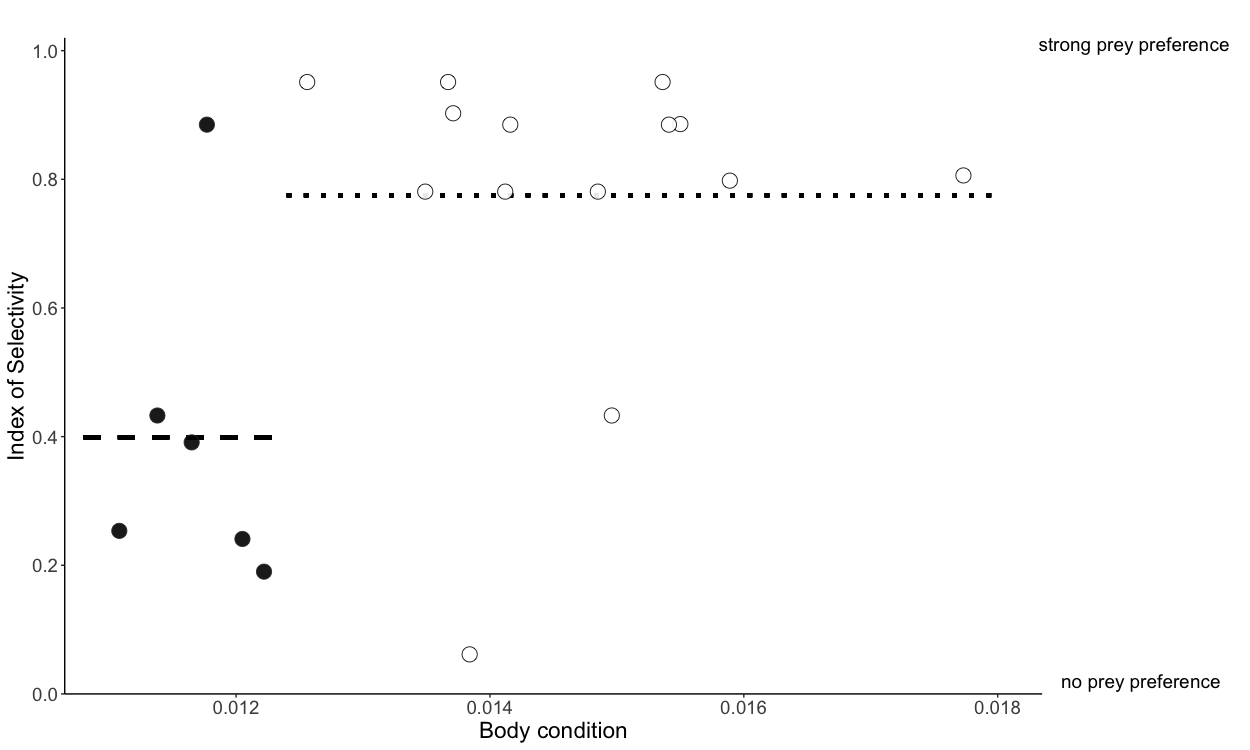 strong prey preference
1.0
0.8
0.6
0.4
0.2
0.0
Index of Selectivity
no prey preference
0.012
0.014
0.016
0.018
Body condition